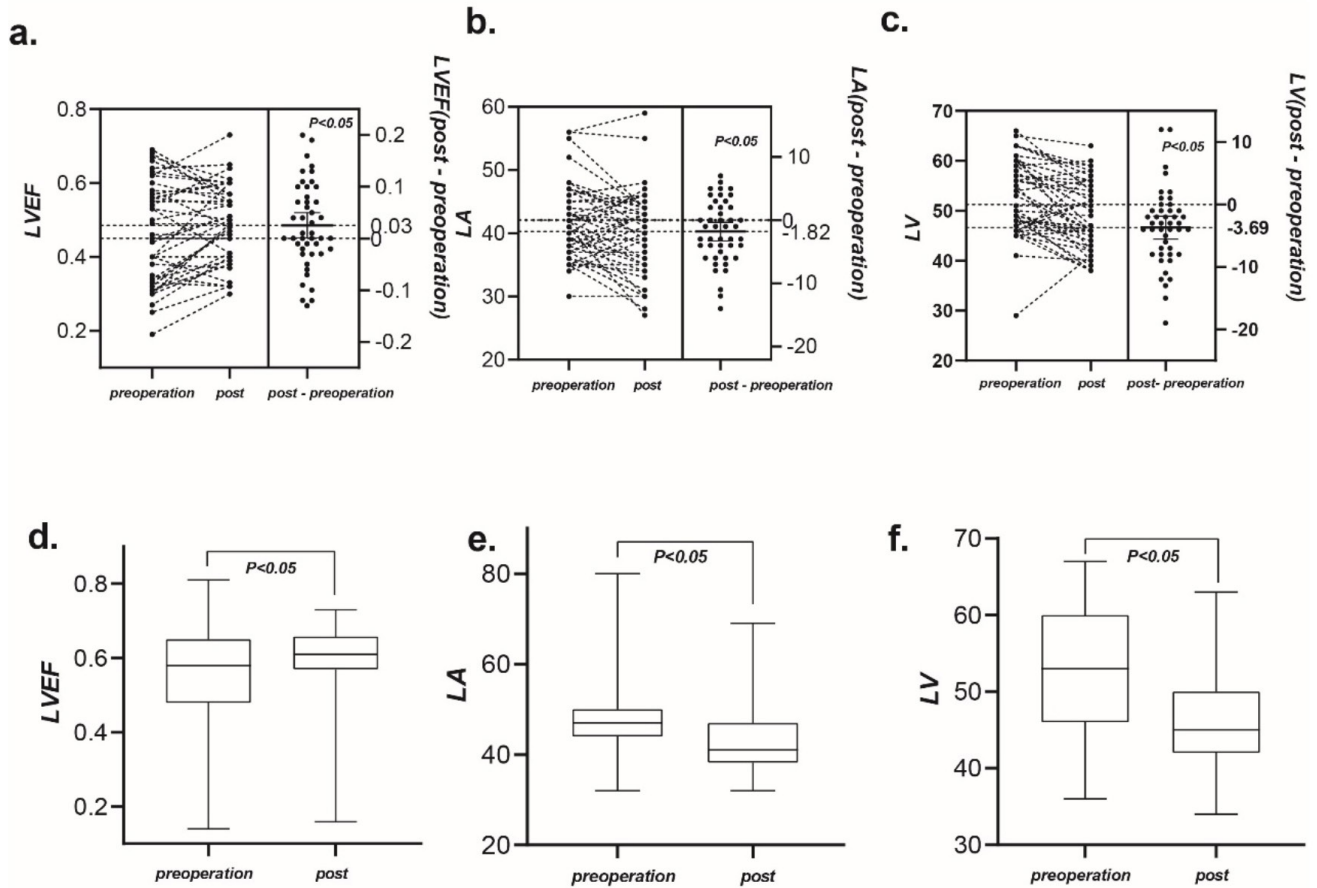 a.
LVEF
0.8
0.6
0.4
0.2
P<0.05
0.2
0.1
0.03
0
-0.1
-0.2
LVEF(post - preoperation)
preoperation
post
post - preoperation
b.
LA
60
50
40
30
20
P<0.05
10
0
-1.82
-10
-20
LA(post - preoperation)
preoperation
post
post - preoperation
c.
LV
70
60
50
40
30
20
P<0.05
10
0
-3.69
-10
-20
LV(post - preoperation)
preoperation
post
post- preoperation
d.
LVEF
0.8
0.6
0.4
0.2
P<0.05
preoperation
post
e.
LA
80
60
40
20
P<0.05
preoperation
post
f.
LV
70
60
50
40
30
P<0.05
preoperation
post